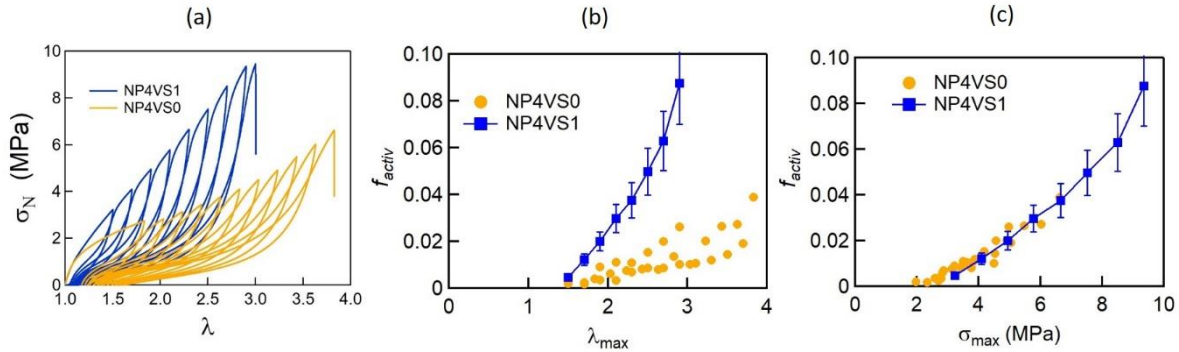 (a)
(b)
(c)
10
8
6
4
2
0
σN (MPa)
NP4VS1
NP4VS0
1.0 1.5 2.0 2.5 3.0 3.5 4.0
λ
0.10
0.08
0.06
0.04
0.02
0
factiv
NP4VS0
NP4VS1
0 1 2 3 4
λmax
0.10
0.08
0.06
0.04
0.02
0
factiv
NP4VS0
NP4VS1
0 2 4 6 8 10
σmax (MPa)